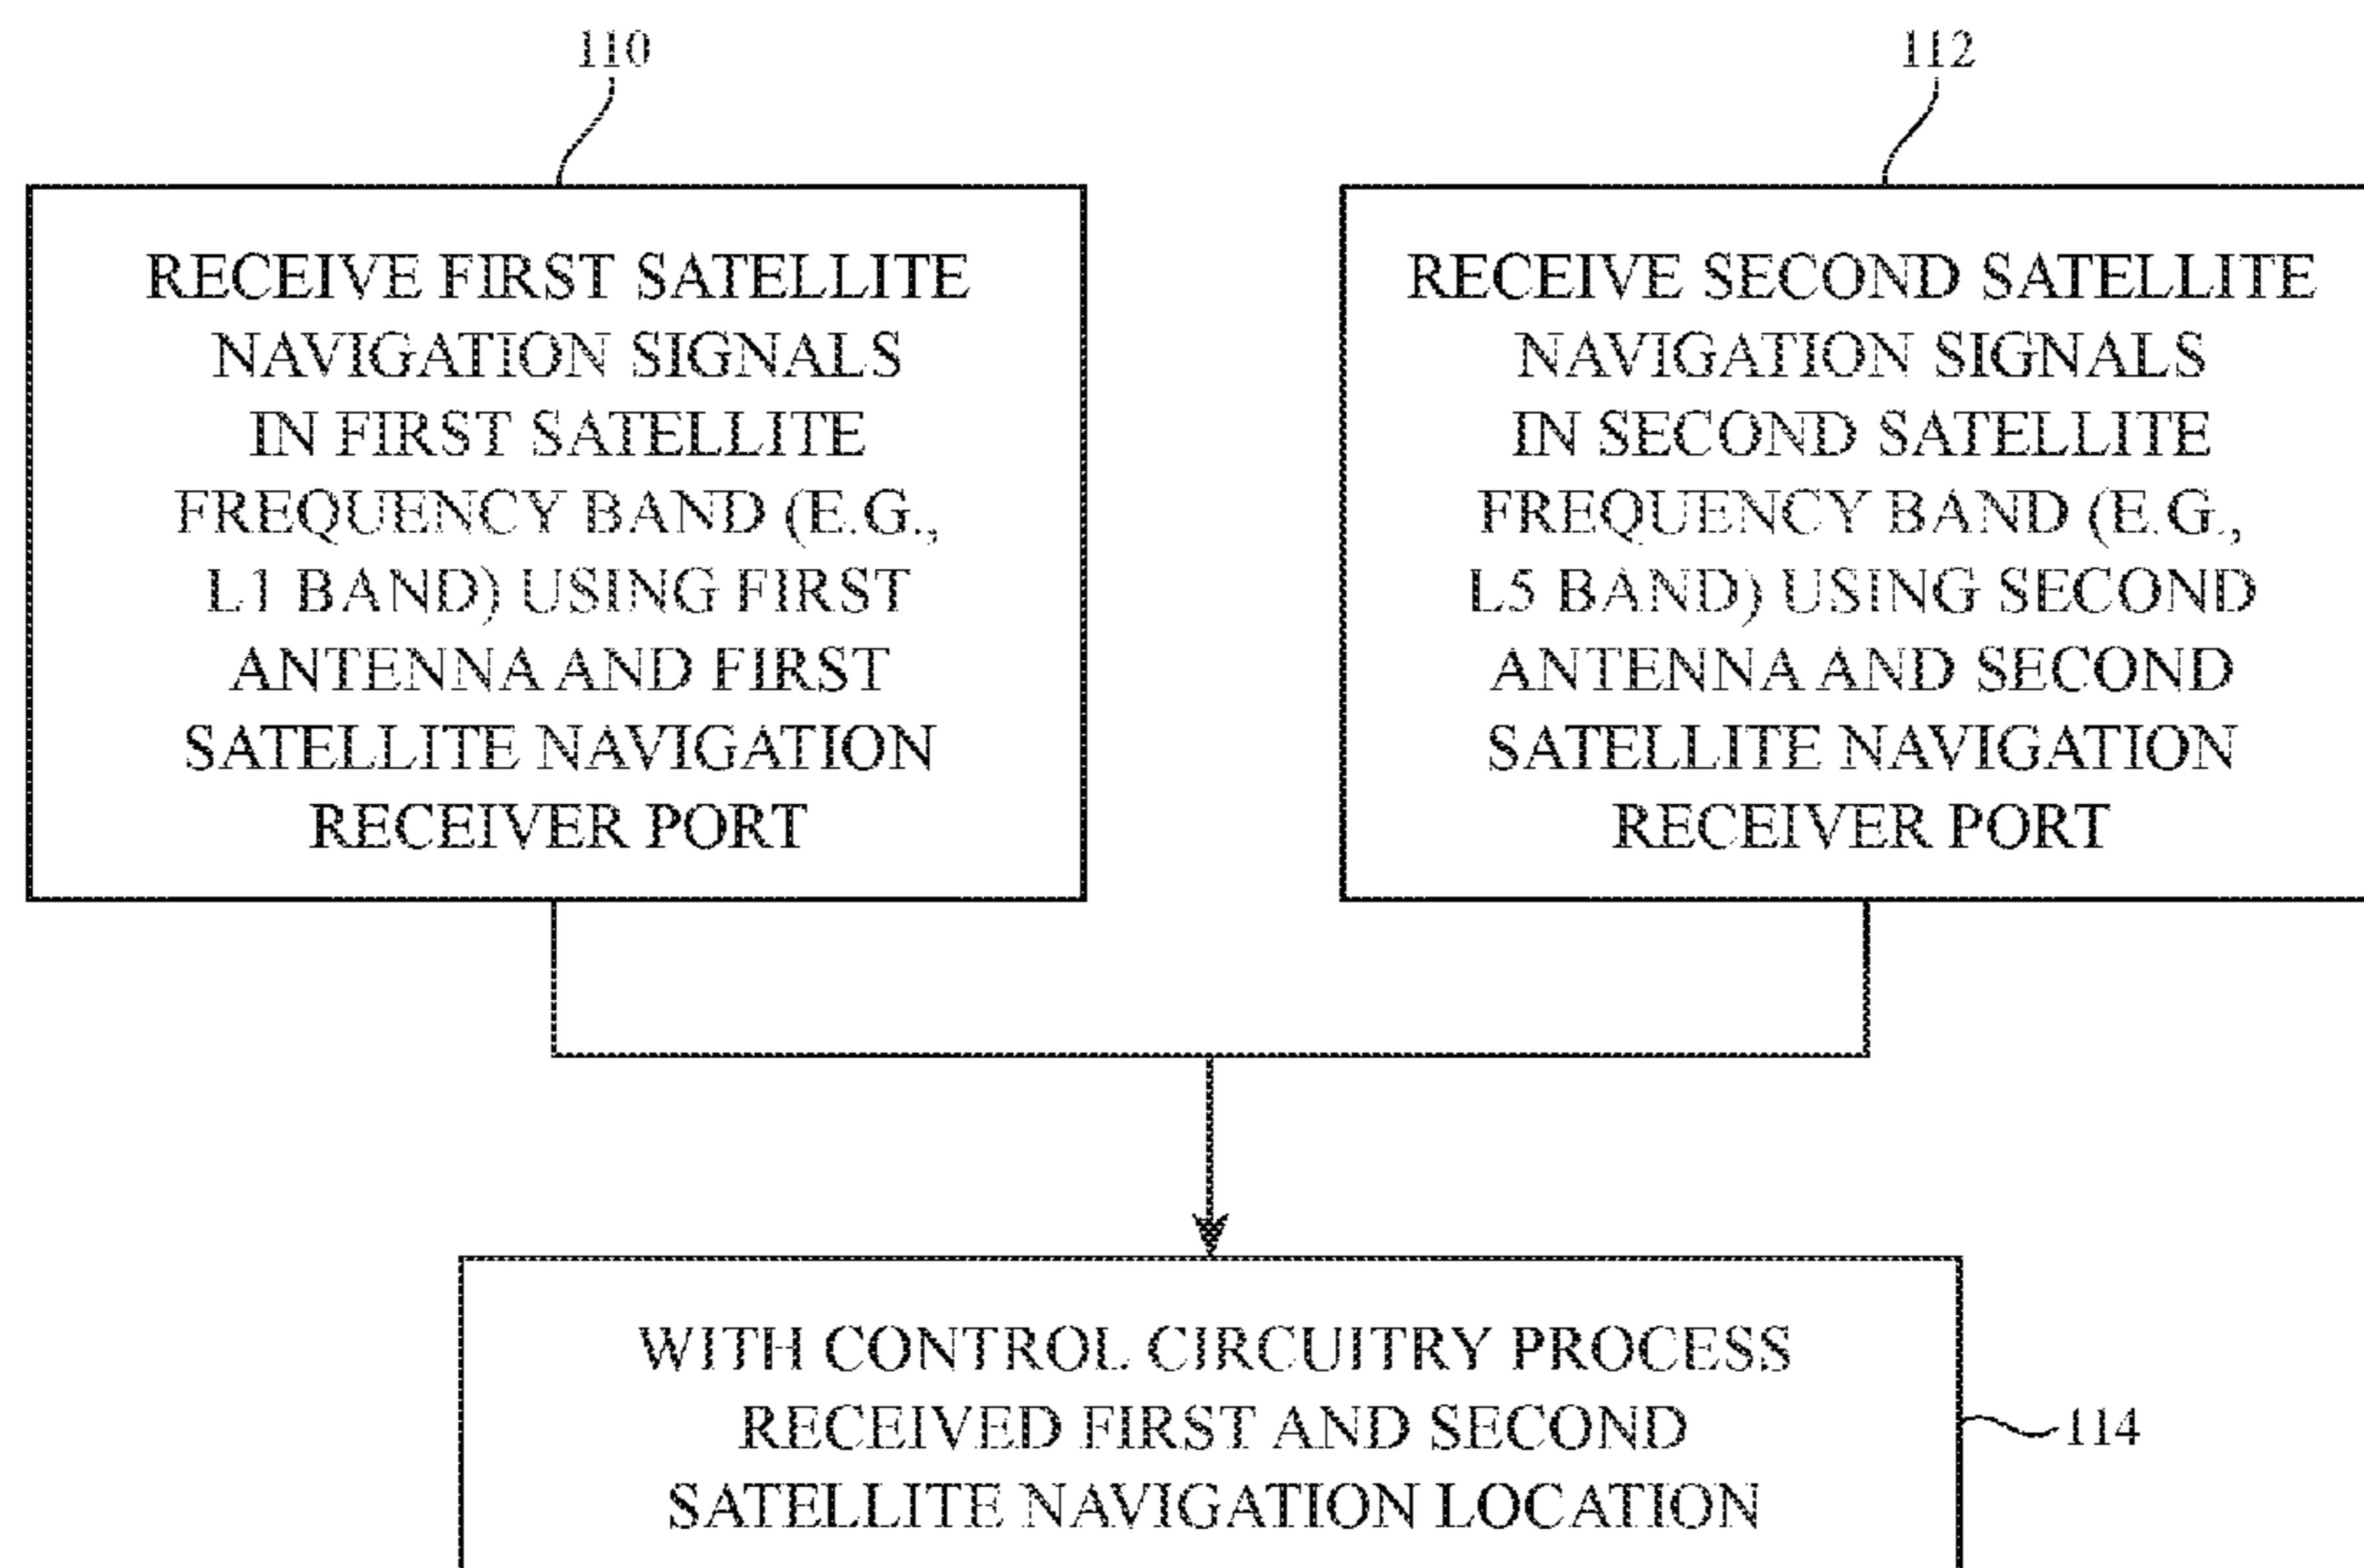 110
112
RECEIVE FIRST SATELLITE
NAVIGATION SIGNALS
IN FIRST SATELLITE
FREQUENCY BAND (E.G.,
L1 BAND) USING FIRST
ANTENNA AND FIRST
SATELLITE NAVIGATION
RECEIVER PORT
RECEIVE SECOND SATELLITE
NAVIGATION SIGNALS
IN SECOND SATELLITE
FREQUENCY BAND (E.G.,
L5 BAND) USING SECOND
ANTENNA AND SECOND
SATELLITE NAVIGATION
RECEIVER PORT
WITH CONTROL CIRCUITRY PROCESS
RECEIVED FIRST AND SECOND
SATELLITE NAVIGATION LOCATION
114